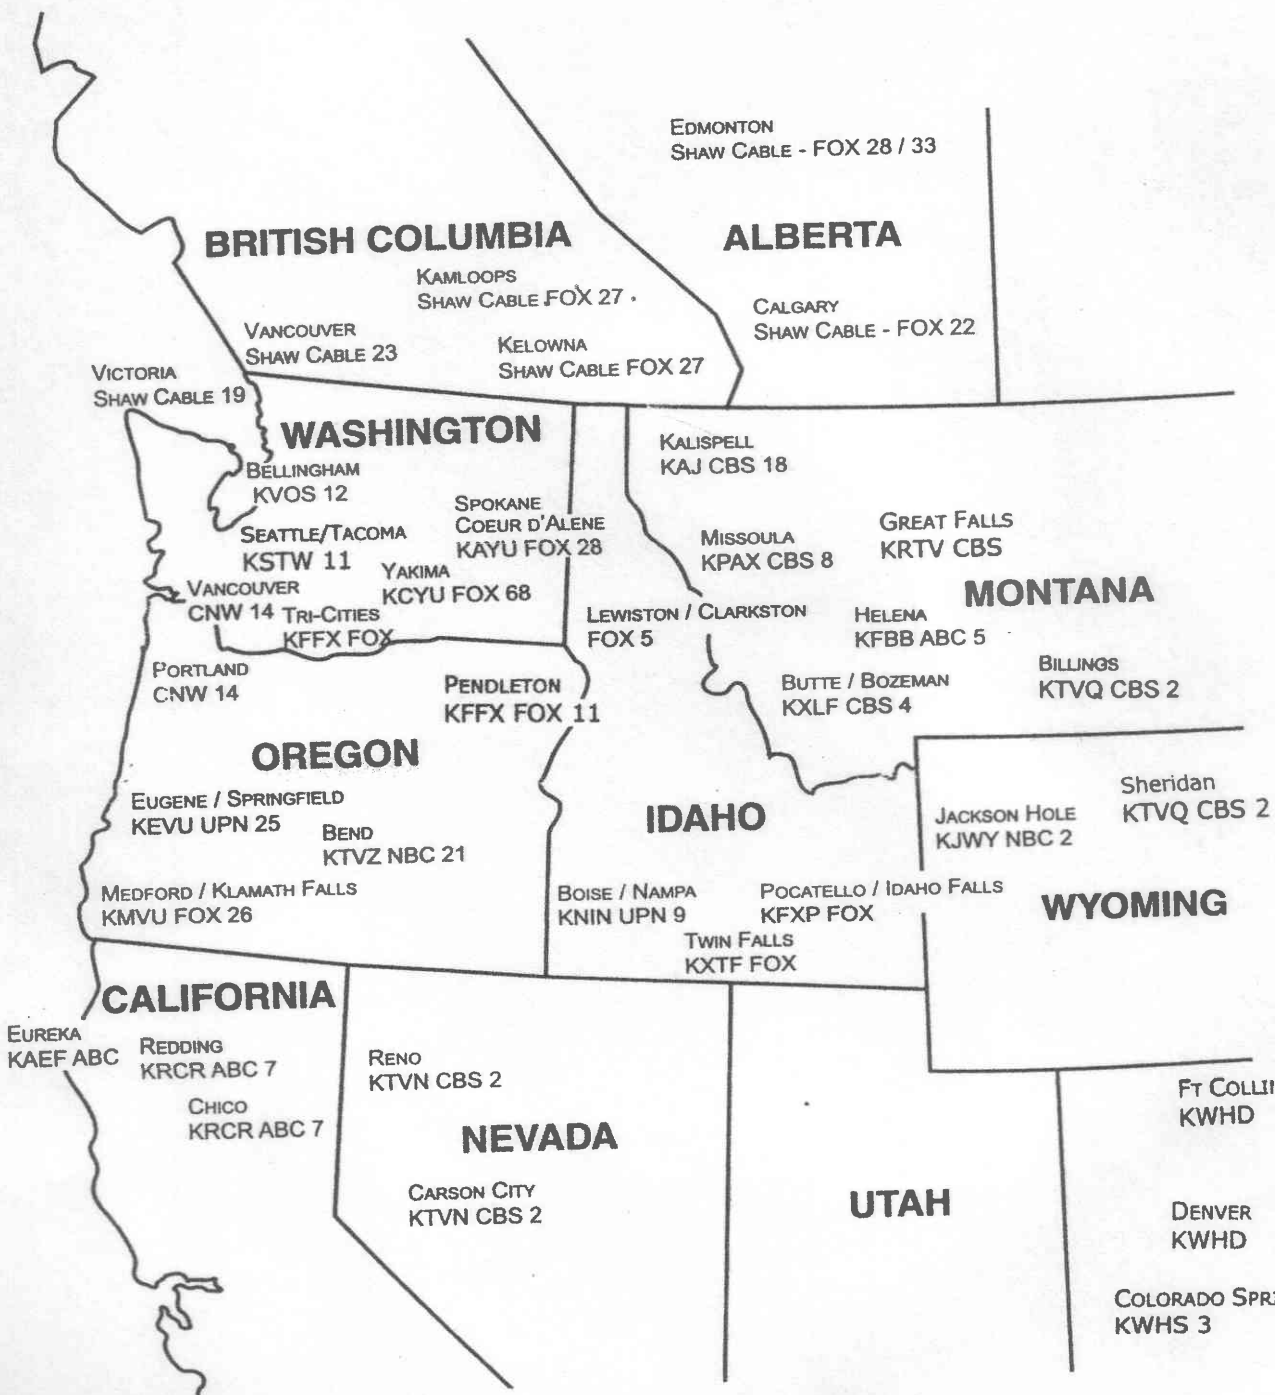 EDMONTON
SHAW CABLE - FOX 28 / 33
BRITISH COLUMBIA
ALBERTA
KAMLOOPS
SHAW CABLE FOX 27
CALGARY
SHAW CABLE - FOX 22
VANCOUVER
SHAW CABLE 23
KELOWNA
SHAW CABLE FOX 27
VICTORIA
SHAW CABLE 19
WASHINGTON
KALISPELL
KAJ CBS 18
BELLINGHAM
KVOS 12
SPOKANE
COEUR D'ALENE
KAYU FOX 28
SEATTLE/TACOMA
KSTW 11
MISSOULA
KPAX CBS 8
GREAT FALLS
KRTV CBS
YAKIMA
KCYU FOX 68
MONTANA
VANCOUVER
CNW 14
TRI-CITIES
KFFX FOX
LEWISTON / CLARKSTON
FOX 5
HELENA
KFBB ABC 5
PORTLAND
CNW 14
PENDLETON
KFFX FOX 11
BUTTE / BOZEMAN
KXLF CBS 4
BILLINGS
KTVQ CBS 2
OREGON
EUGENE / SPRINGFIELD
KEVU UPN 25
BEND
KTVZ NBC 21
IDAHO
JACKSON HOLE
KJWY NBC 2
Sheridan
KTVQ CBS 2
MEDFORD / KLAMATH FALLS
KMVU FOX 26
BOISE / NAMPA
KNIN UPN 9
POCATELLO / IDAHO FALLS
KFXP FOX
WYOMING
TWIN FALLS
KXTF FOX
CALIFORNIA
EUREKA
KAEF ABC
REDDING
KRCR ABC 7
RENO
KTVN CBS 2
CHICO
KRCR ABC 7
NEVADA
FT COLLIN
KWHD
CARSON CITY
KTVN CBS 2
UTAH
DENVER
KWHD
COLORADO SPRI
KWHS 3